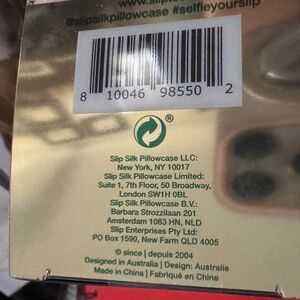 www.slip
@slipsilkpillowcase #selfieyourslip
8 10046 98550 2
®
Slip Silk Pillowcase LLC:
New York, NY 10017
Slip Silk Pillowcase Limited:
Suite 1, 7th Floor, 50 Broadway,
London SW1H 0BL
Slip Silk Pillowcase B.V.:
Barbara Strozzilaan 201
Amsterdam 1083 HN, NLD
Slip Enterprises Pty Ltd:
PO Box 1590, New Farm QLD 4005
© since | depuis 2004
Designed in Australia | Design: Australie
Made in China | Fabriqué en Chine